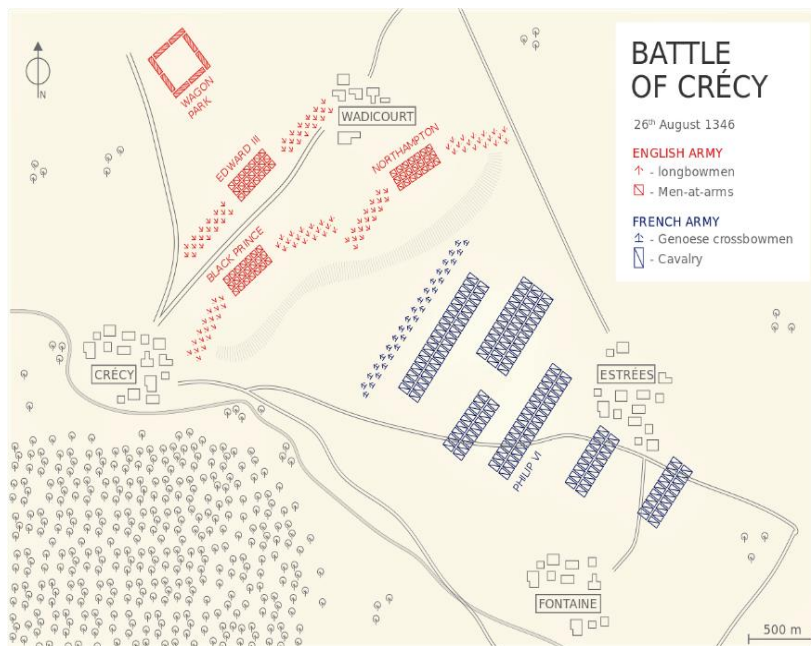 BATTLE
OF CRÉCY
26th August 1346
ENGLISH ARMY
- longbowmen
- Men-at-arms
FRENCH ARMY
- Genoese crossbowmen
- Cavalry
N
WAGON
PARK
WADICOURT
EDWARD III
NORTHAMPTON
BLACK PRINCE
CRÉCY
ESTRÉES
PHILIP VI
FONTAINE
500 m